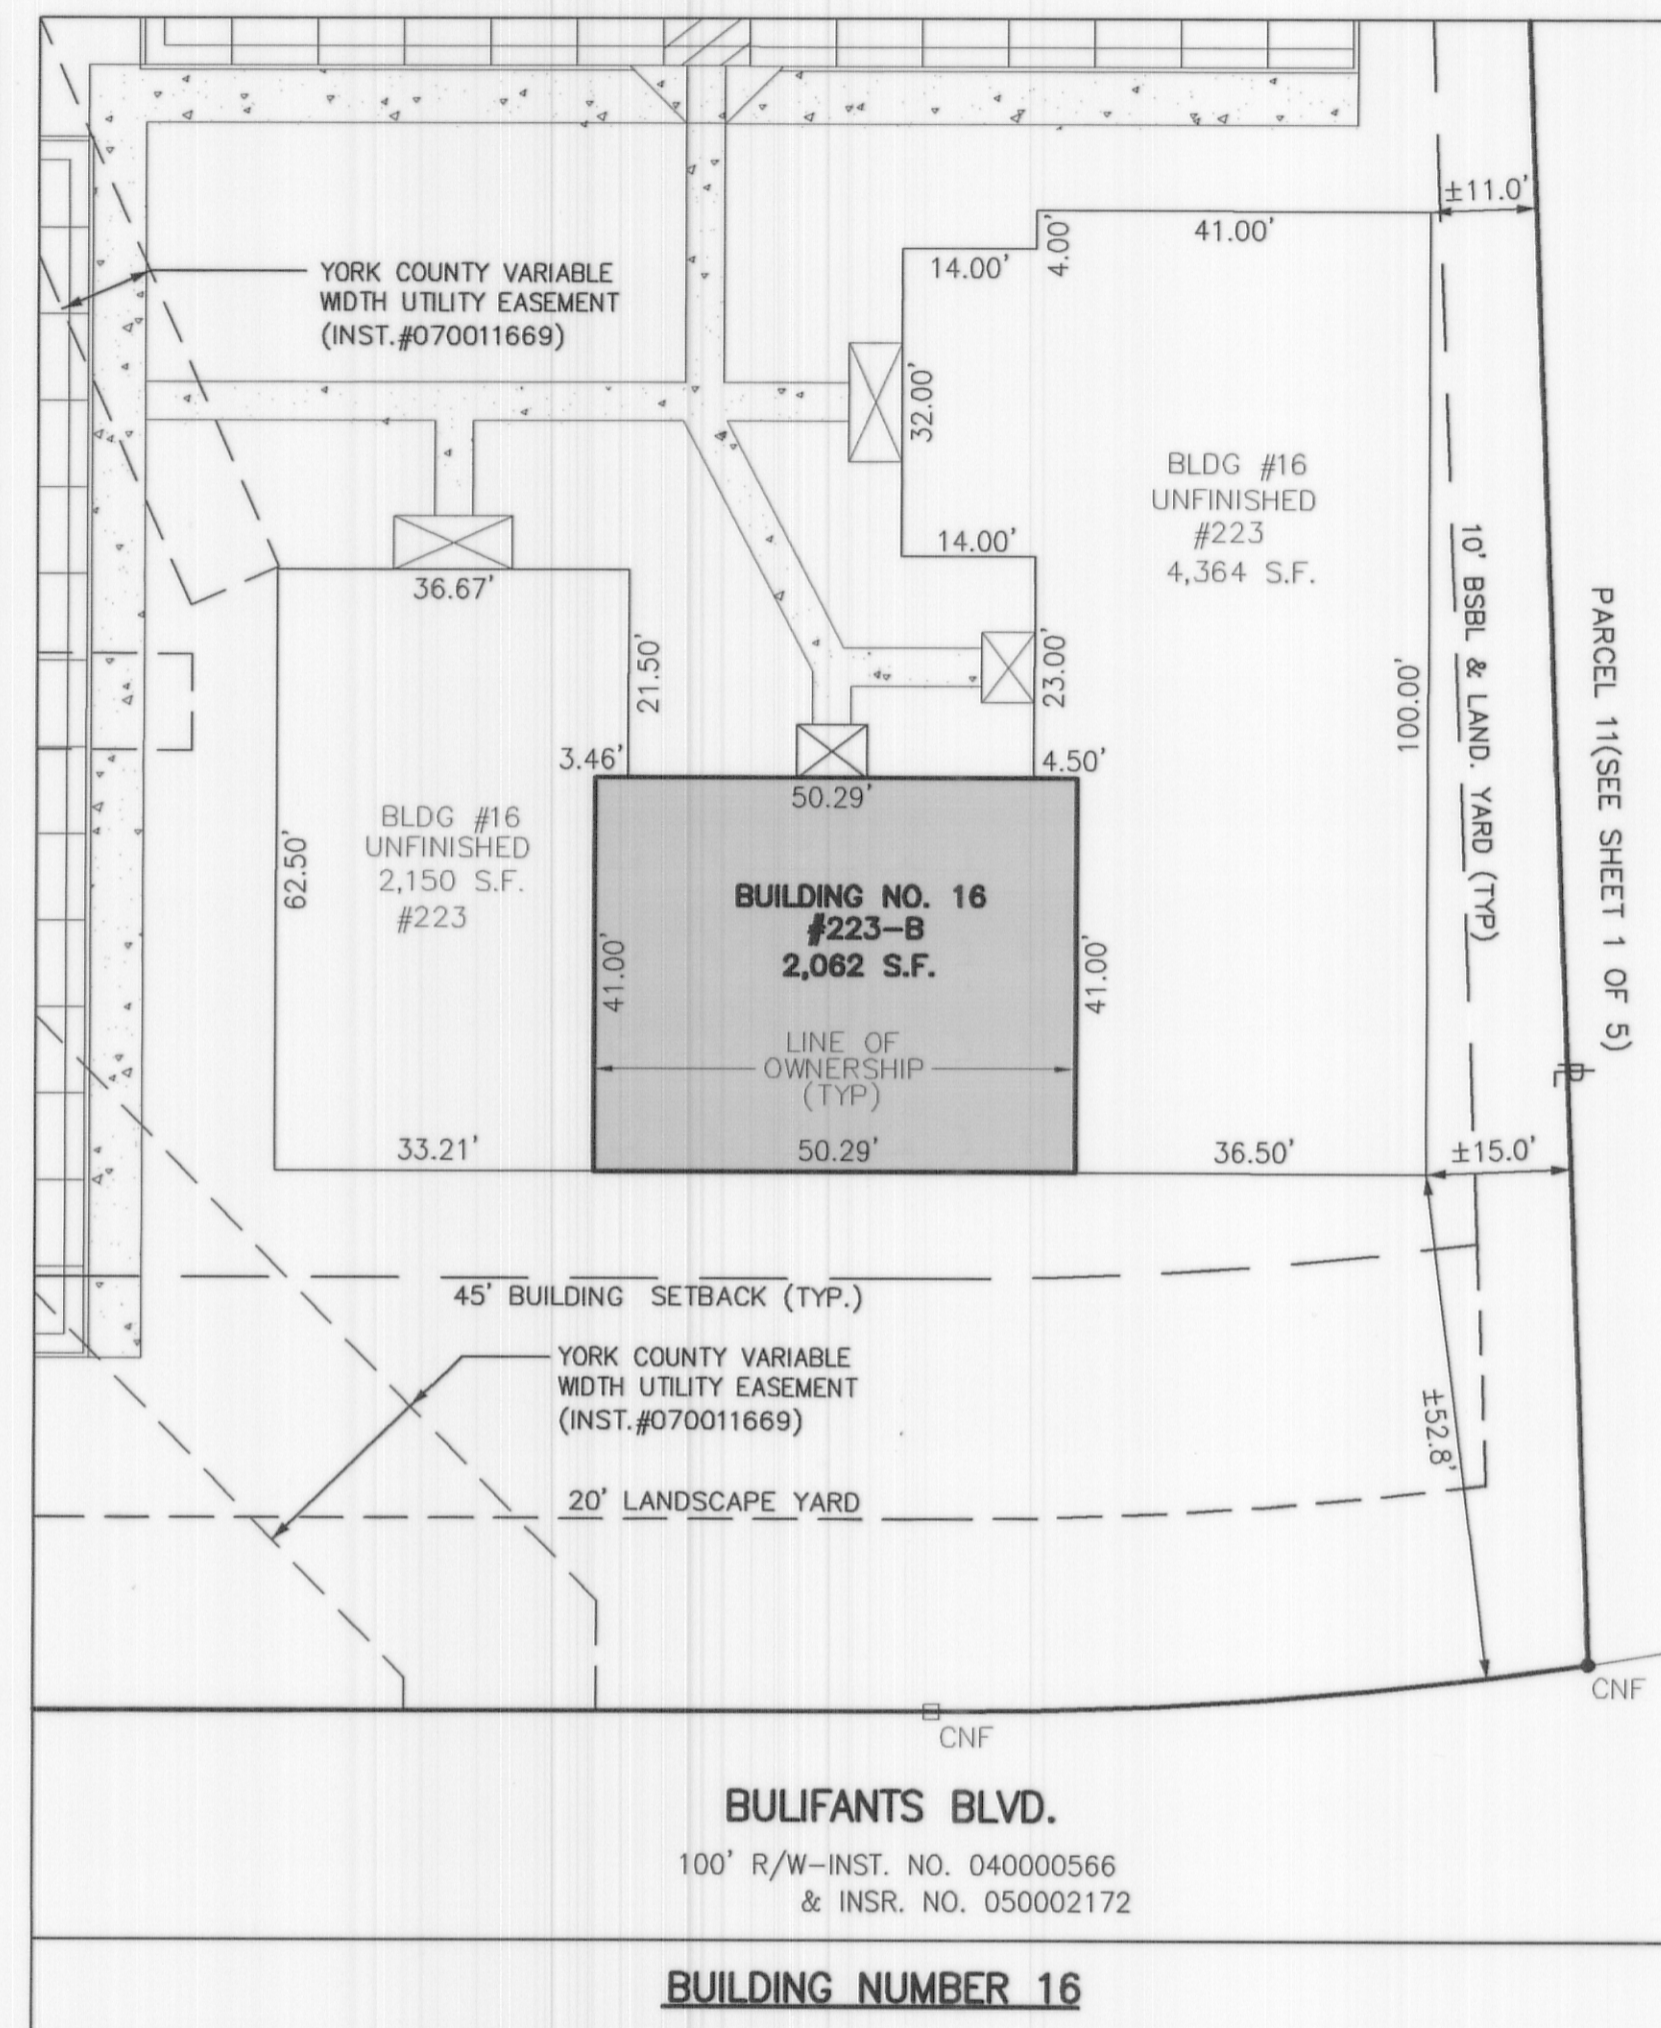 ±11.0'
41.00'
4.00'
14.00'
YORK COUNTY VARIABLE
WIDTH UTILITY EASEMENT
(INST.#070011669)
32.00'
BLDG #16
UNFINISHED
#223
4,364 S.F.
14.00'
10' BSBL & LAND. YARD (TYP)
PARCEL 11(SEE SHEET 1 OF 5)
36.67'
21.50'
23.00'
100.00'
3.46'
4.50'
50.29'
BLDG #16
UNFINISHED
2,150 S.F.
#223
62.50'
BUILDING NO. 16
#223-B
2,062 S.F.
41.00'
41.00'
LINE OF
OWNERSHIP
(TYP)
PL
33.21'
50.29'
36.50'
±15.0'
45' BUILDING SETBACK (TYP.)
YORK COUNTY VARIABLE
WIDTH UTILITY EASEMENT
(INST.#070011669)
±52.8'
20' LANDSCAPE YARD
CNF
CNF
BULIFANTS BLVD.
100' R/W-INST. NO. 040000566
& INSR. NO. 050002172
BUILDING NUMBER 16